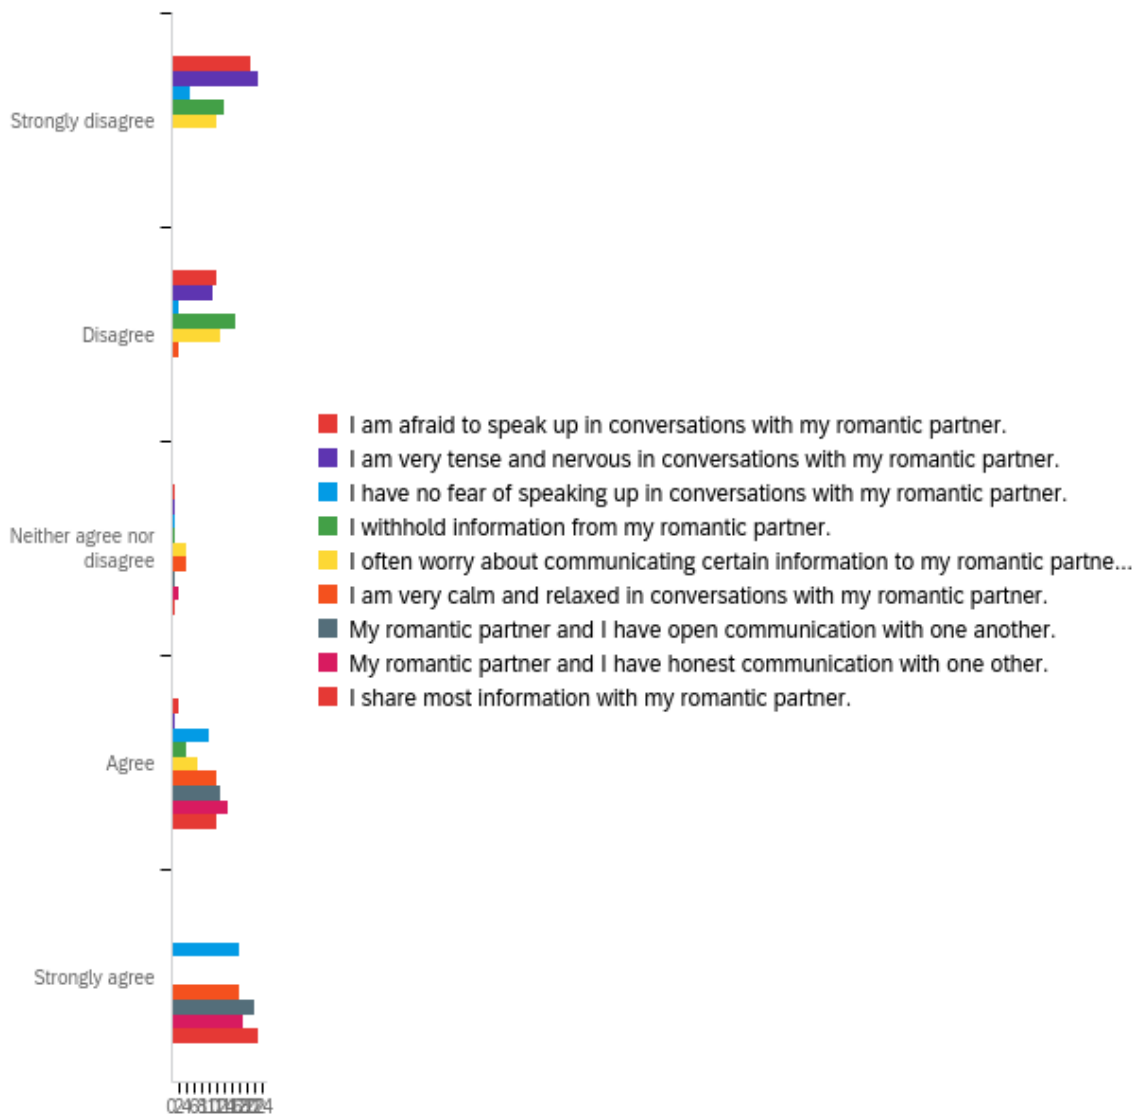 Strongly disagree
Disagree
Neither agree nor
disagree
Agree
Strongly agree
I am afraid to speak up in conversations with my romantic partner.
I am very tense and nervous in conversations with my romantic partner.
I have no fear of speaking up in conversations with my romantic partner.
I withhold information from my romantic partner.
I often worry about communicating certain information to my romantic partne...
I am very calm and relaxed in conversations with my romantic partner.
My romantic partner and I have open communication with one another.
My romantic partner and I have honest communication with one other.
I share most information with my romantic partner.